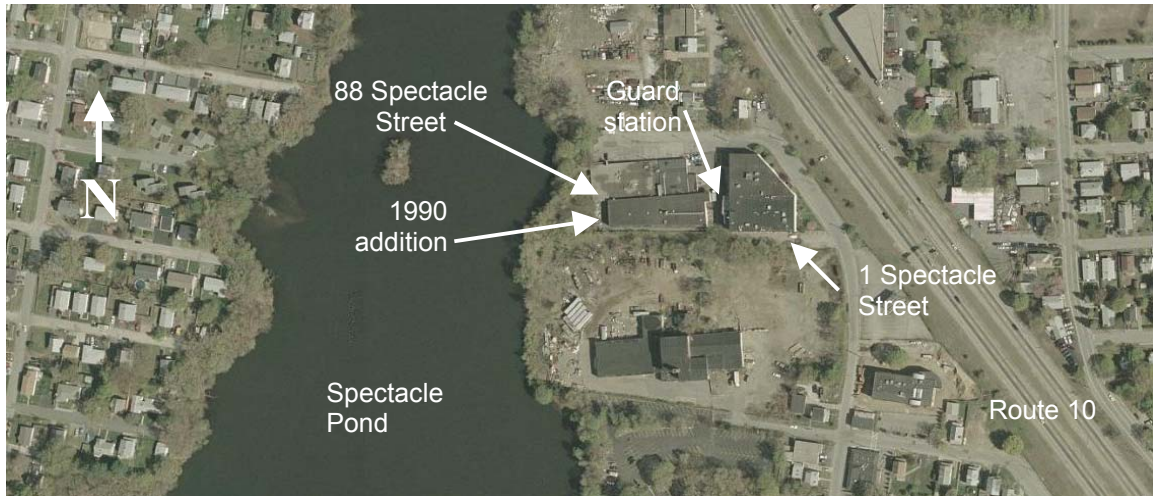 88 Spectacle
Street
Guard
station
N
1990
addition
1 Spectacle
Street
Spectacle
Pond
Route 10